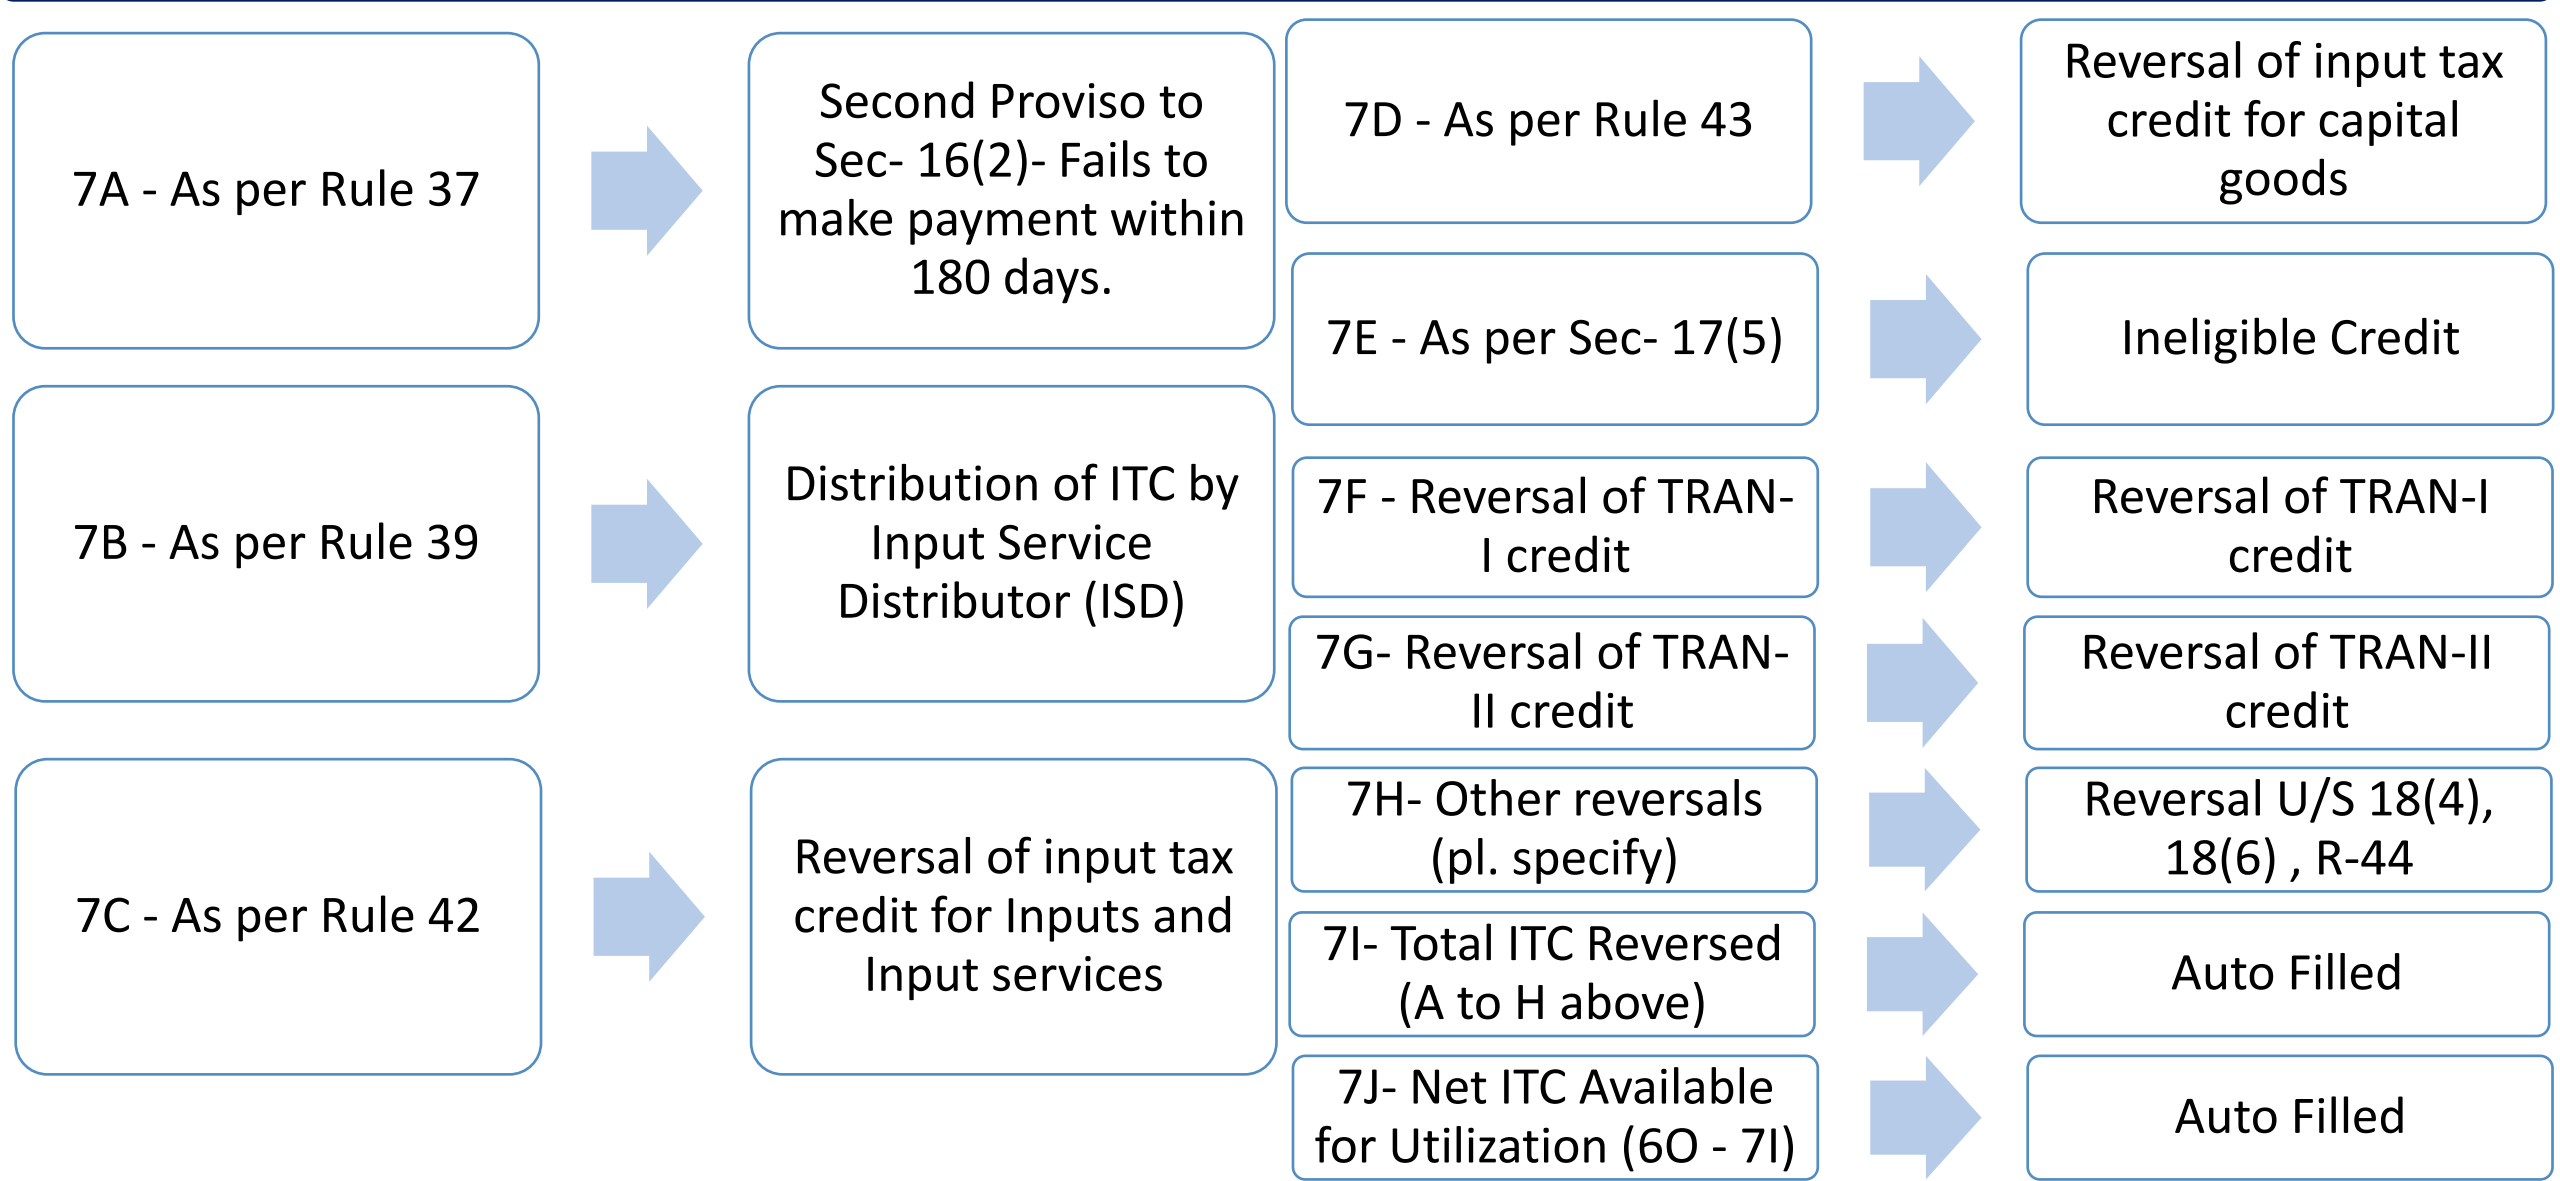 7A - As per Rule 37
Second Proviso to
Sec- 16(2)- Fails to
make payment within
180 days.
7B - As per Rule 39
Distribution of ITC by
Input Service
Distributor (ISD)
7C - As per Rule 42
Reversal of input tax
credit for Inputs and
Input services
7D - As per Rule 43
Reversal of input tax
credit for capital
goods
7E - As per Sec- 17(5)
Ineligible Credit
7F - Reversal of TRAN-
I credit
Reversal of TRAN-I
credit
7G- Reversal of TRAN-
II credit
Reversal of TRAN-II
credit
7H- Other reversals
(pl. specify)
Reversal U/S 18(4),
18(6) , R-44
7I- Total ITC Reversed
(A to H above)
Auto Filled
7J- Net ITC Available
for Utilization (6O - 7I)
Auto Filled